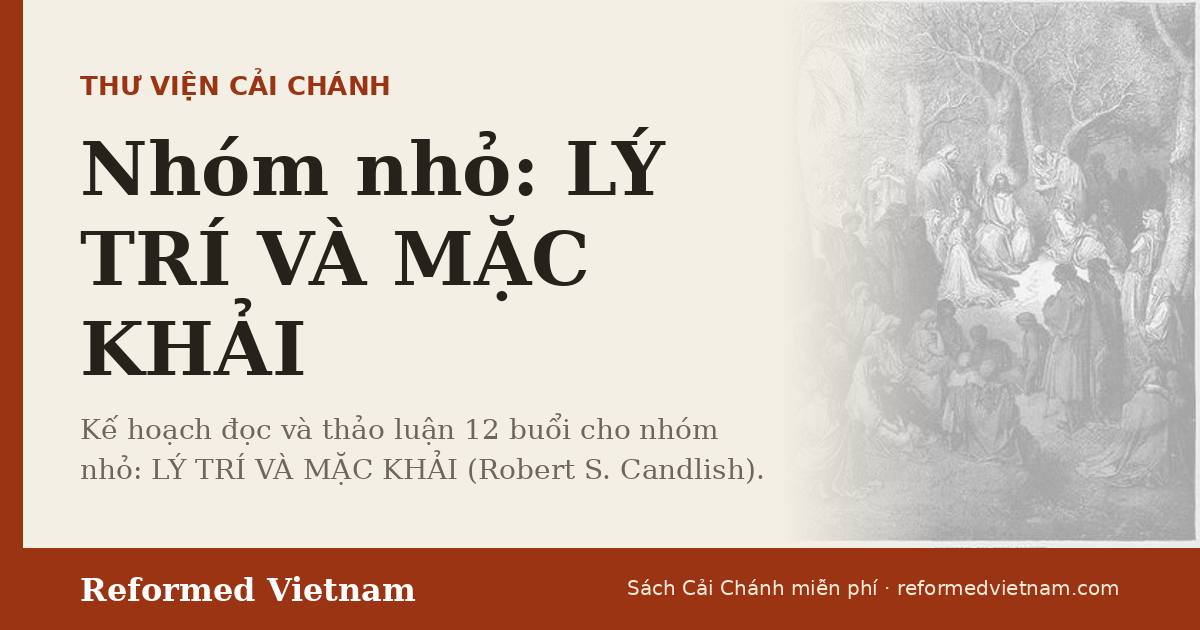 THƯ VIỆN CẢI CHÁNH
Nhóm nhỏ: LÝ
TRÍ VÀ MẶC
KHẢI
Kế hoạch đọc và thảo luận 12 buổi cho nhóm
nhỏ: LÝ TRÍ VÀ MẶC KHẢI (Robert S. Candlish).
Reformed Vietnam
Sách Cải Chánh miễn phí · reformedvietnam.com